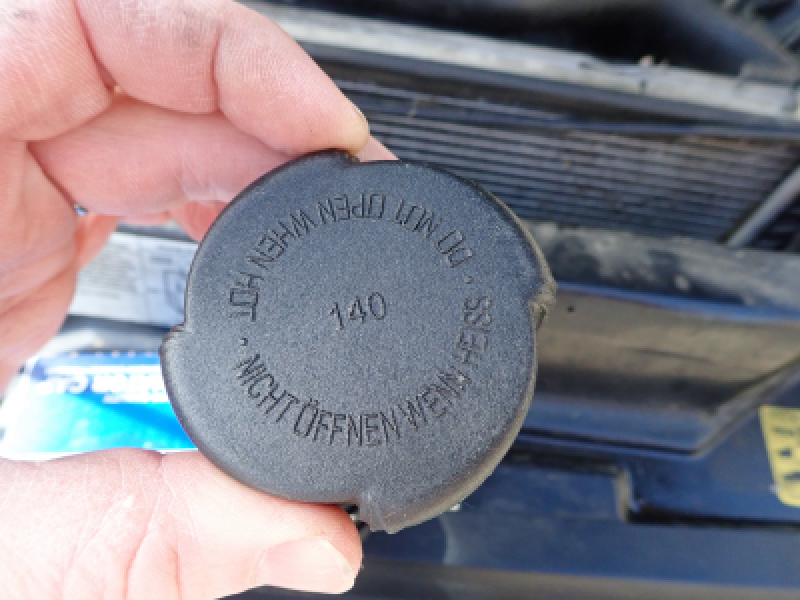 DO NOT OPEN WHEN HOT
140
· NICHT ÖFFNEN WENN HEISS ·